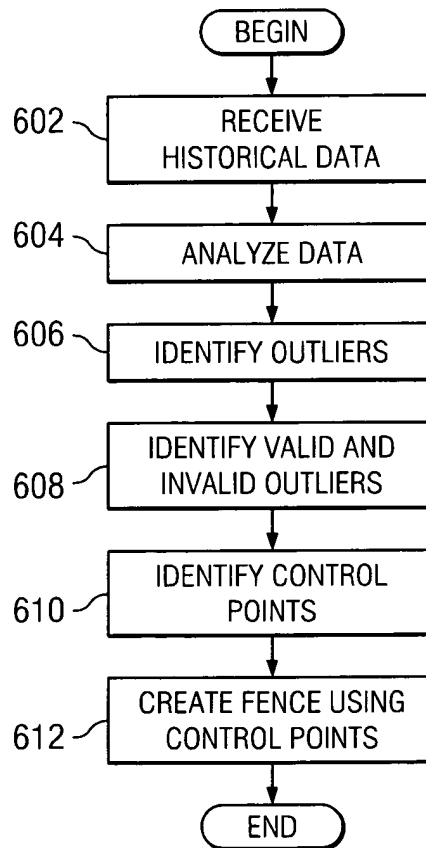 BEGIN
602
RECEIVE
HISTORICAL DATA
604
ANALYZE DATA
606
IDENTIFY OUTLIERS
608
IDENTIFY VALID AND
INVALID OUTLIERS
610
IDENTIFY CONTROL
POINTS
612
CREATE FENCE USING
CONTROL POINTS
END